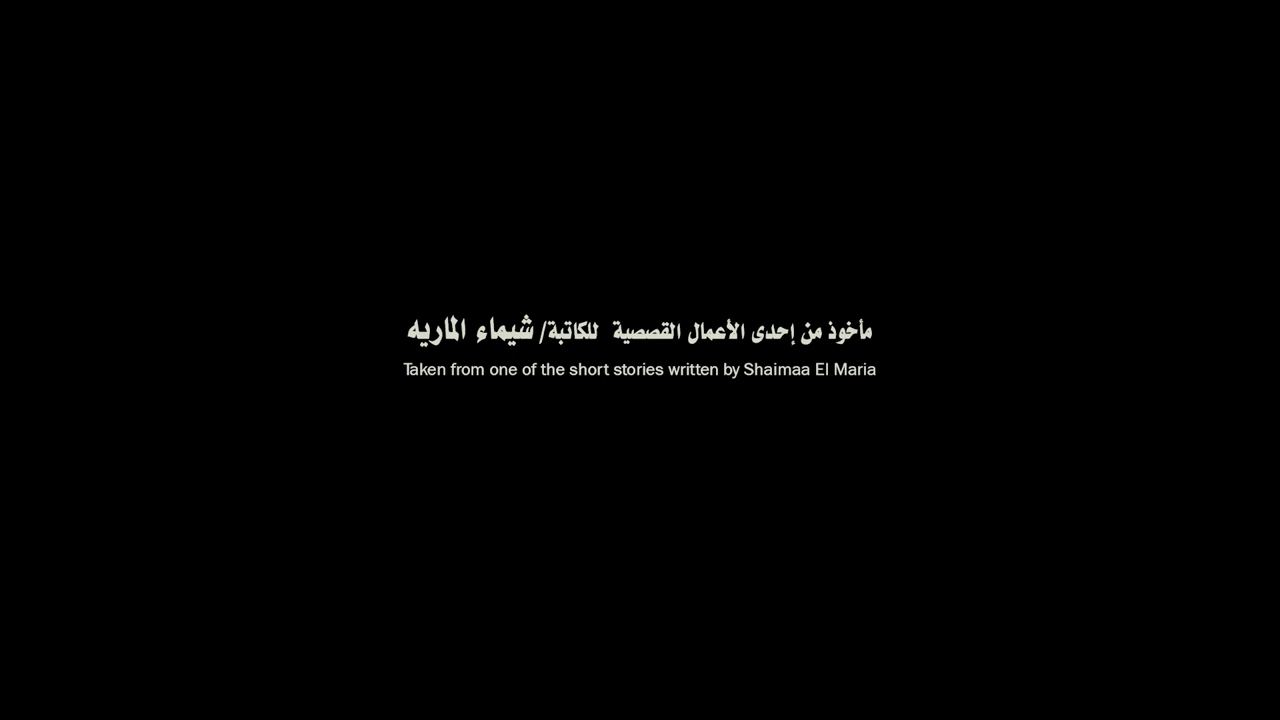 مأخوذ من إحدى الأعمال القصصية للكاتبة/ شيماء الماريه
Taken from one of the short stories written by Shaimaa El Maria